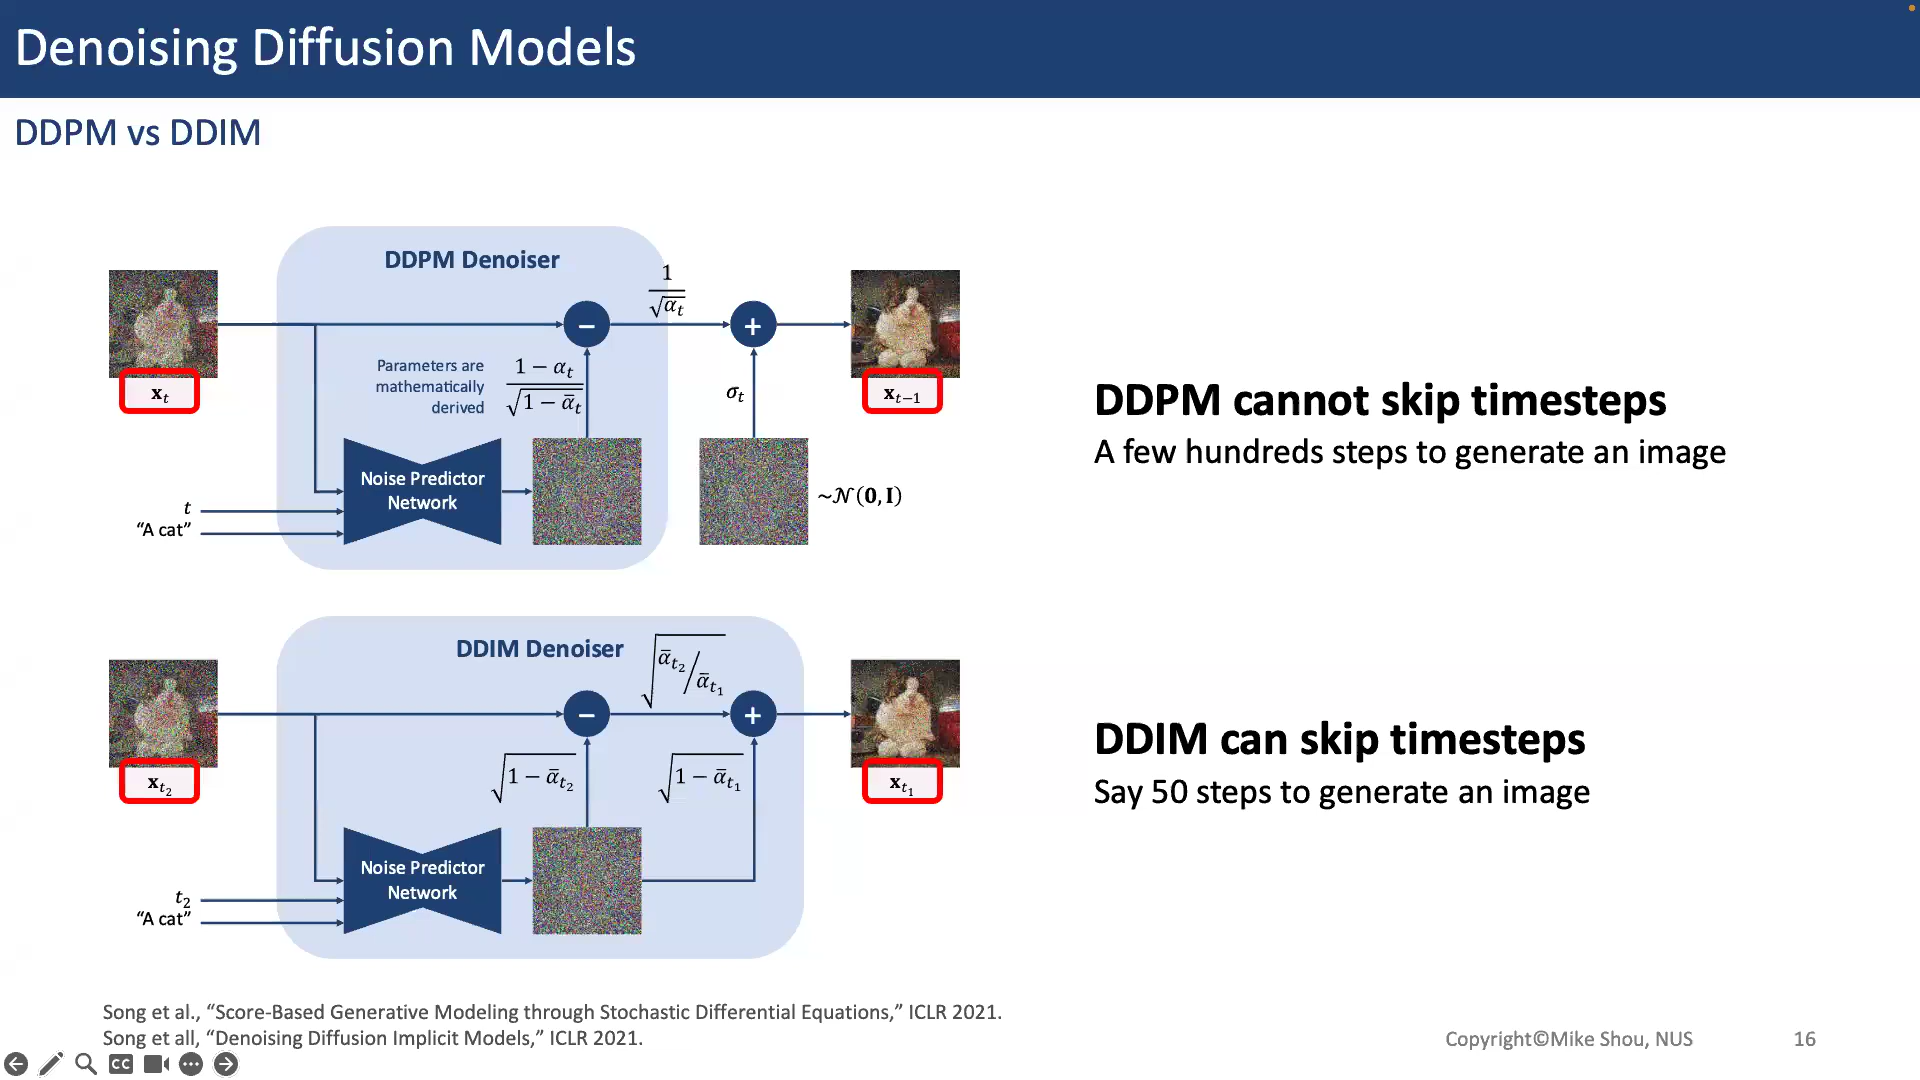 Denoising Diffusion Models
DDPM vs DDIM
DDPM Denoiser
1
√α_t
−
+
Parameters are
mathematically
derived
1 − α_t
√1 − ᾱ_t
σ_t
x_t
x_{t−1}
Noise Predictor
Network
~𝒩(0, I)
t
“A cat”
DDPM cannot skip timesteps
A few hundreds steps to generate an image
DDIM Denoiser
√ᾱ_{t_2}/ᾱ_{t_1}
−
+
√1 − ᾱ_{t_2}
√1 − ᾱ_{t_1}
x_{t_2}
x_{t_1}
Noise Predictor
Network
t_2
“A cat”
DDIM can skip timesteps
Say 50 steps to generate an image
Song et al., “Score-Based Generative Modeling through Stochastic Differential Equations,” ICLR 2021.
Song et all, “Denoising Diffusion Implicit Models,” ICLR 2021.
Copyright©Mike Shou, NUS
16
CC